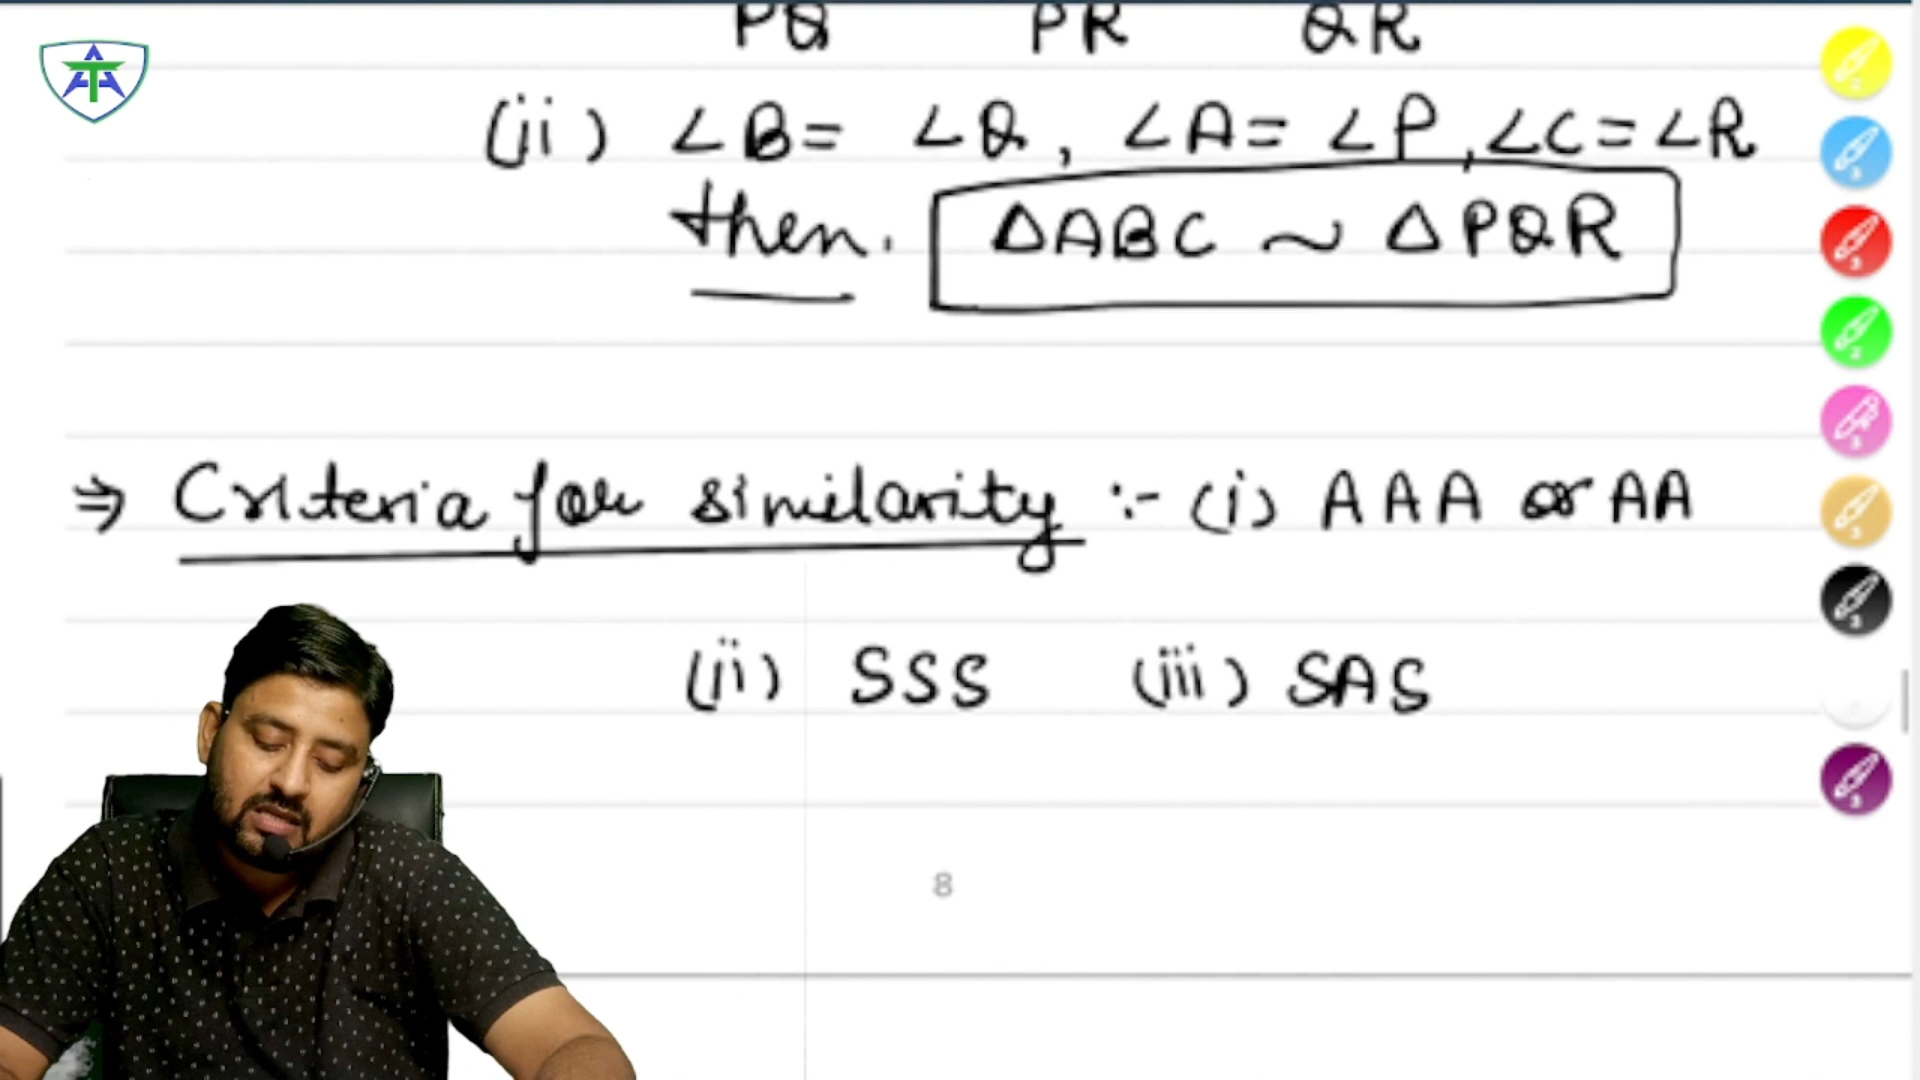 PQ PR QR
(ii) ∠B = ∠Q, ∠A = ∠P, ∠C = ∠R
then. ΔABC ~ ΔPQR
⇒ Criteria for similarity :- (i) AAA or AA
(ii) SSS (iii) SAS
8